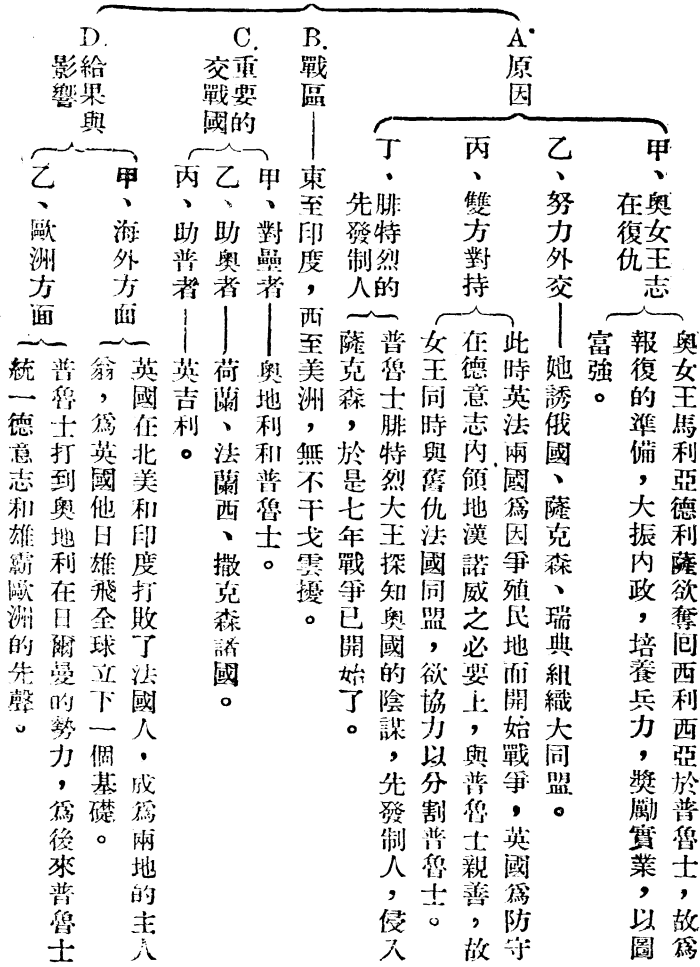 A. 原因
甲、奧女王志
在復仇
奧女王馬利亞德利薩欲奪囘西利西亞於普魯士，故爲
報復的準備，大振內政，培養兵力，獎勵實業，以圖
富強。
乙、努力外交——她誘俄國、薩克森、瑞典組織大同盟。
丙、雙方對持
此時英法兩國爲因爭殖民地而開始戰爭，英國爲防守
在德意志內領地漢諾威之必要上，與普魯士親善，故
女王同時與舊仇法國同盟，欲協力以分割普魯士。
丁、腓特烈的
先發制人
普魯士腓特烈大王探知奧國的陰謀，先發制人，侵入
薩克森，於是七年戰爭已開始了。
B. 戰區——東至印度，西至美洲，無不干戈雲擾。
C. 重要的
交戰國
甲、對壘者——奧地利和普魯士。
乙、助奧者——荷蘭、法蘭西、撒克森諸國。
丙、助普者——英吉利。
D. 給果與
影響
甲、海外方面
英國在北美和印度打敗了法國人，成爲兩地的主人
翁，爲英國他日雄飛全球立下一個基礎。
乙、歐洲方面
普魯士打到奧地利在日爾曼的勢力，爲後來普魯士
統一德意志和雄霸歐洲的先聲。